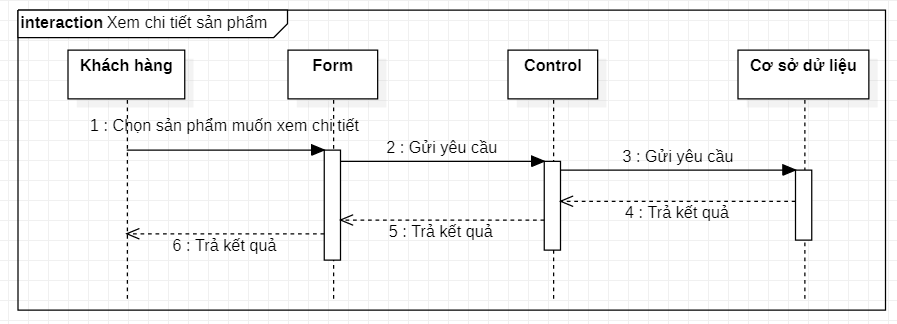 interaction Xem chi tiết sản phẩm
Khách hàng
Form
Control
Cơ sở dử liệu
1 : Chọn sản phẩm muốn xem chi tiết
2 : Gửi yêu cầu
3 : Gửi yêu cầu
4 : Trả kết quả
5 : Trả kết quả
6 : Trả kết quả